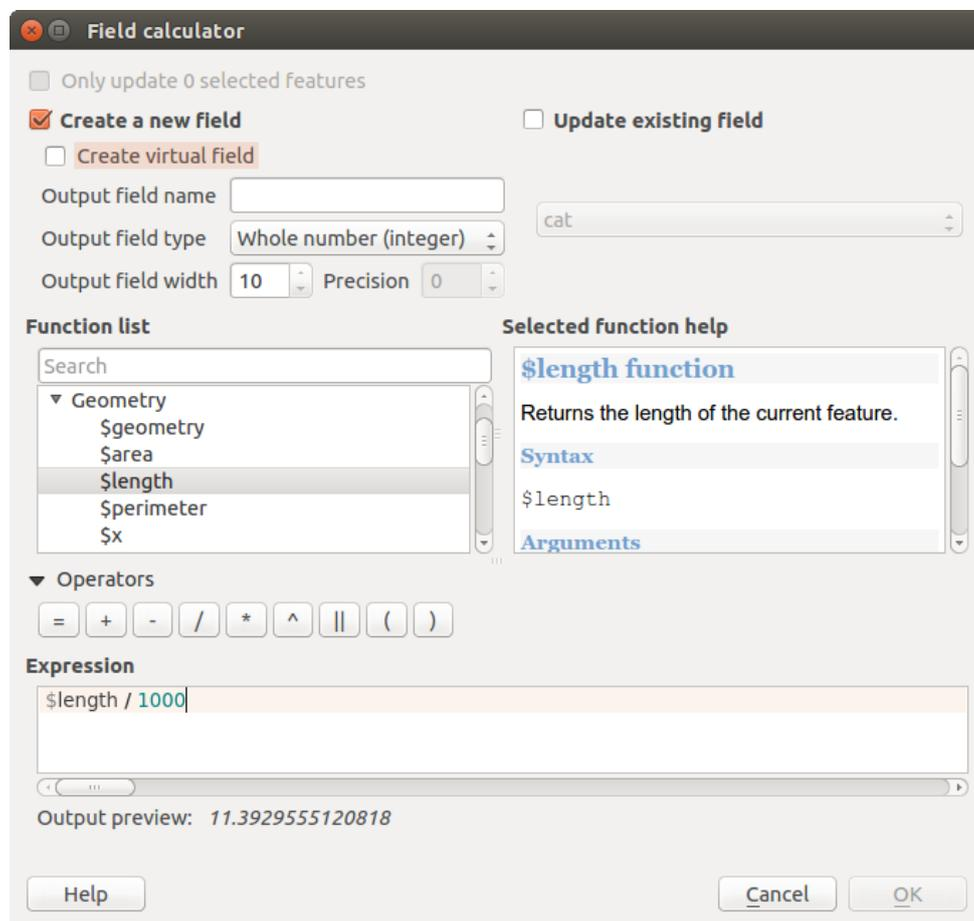 Field calculator
Only update 0 selected features
Create a new field
Update existing field
Create virtual field
Output field name
cat
Output field type Whole number (integer)
Output field width 10 Precision 0
Function list
Selected function help
Search
Geometry
$geometry
$area
$length
$perimeter
$x
$length function
Returns the length of the current feature.
Syntax
$length
Arguments
Operators
= + - / * ^ || ( )
Expression
$length / 1000
Output preview: 11.3929555120818
Help Cancel OK